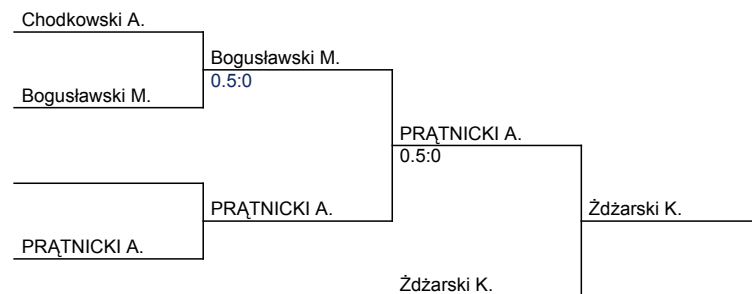 Chodkowski A.
Bogusławski M.
0.5:0
Bogusławski M.
PRĄTNICKI A.
0.5:0
PRĄTNICKI A.
Żdżarski K.
PRĄTNICKI A.
Żdżarski K.